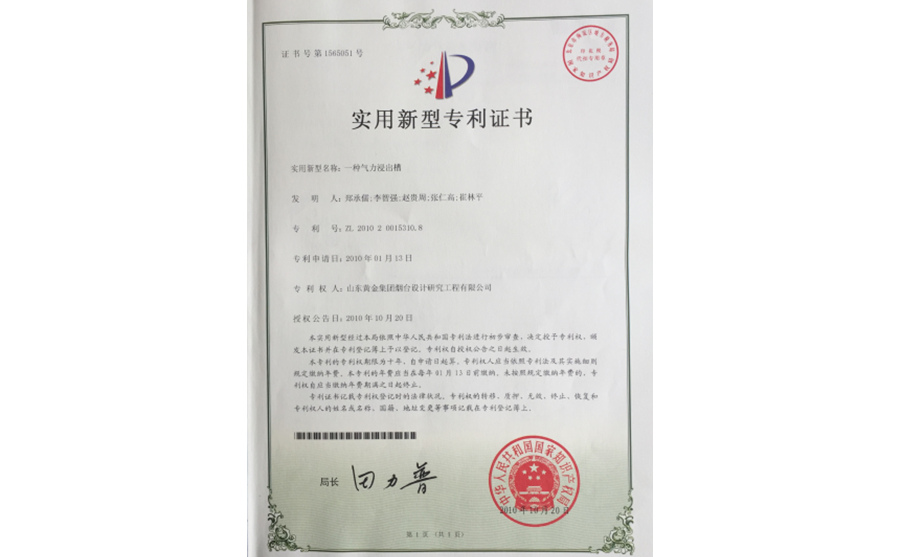 证书号第1565051号
实用新型专利证书
实用新型名称：一种气力浸出槽
发 明 人：郑承儒;李哲强;赵贵周;张仁高;崔林平
专 利 号：ZL 2010 2 0015310.8
专利申请日：2010年01月13日
专 利 权 人：山东黄金集团烟台设计研究工程有限公司
授权公告日：2010年10月20日
本实用新型经过本局依照中华人民共和国专利法进行初步审查，决定授予专利权，颁
发本证书并在专利登记簿上予以登记。专利权自授权公告之日起生效。
本专利的专利权期限为十年，自申请日起算。专利权人应当依照专利法及其实施细则
规定缴纳年费。本专利的年费应当在每年01月13日前缴纳。未按照规定缴纳年费的，专
利权自应当缴纳年费期满之日起终止。
专利证书记载专利权登记时的法律状况。专利权的转移、质押、无效、终止、恢复和
专利权人的姓名或名称、国籍、地址变更等事项记载在专利登记簿上。
局长 田力普
中华人民共和国国家知识产权局
2010年10月20日
第1页（共1页）